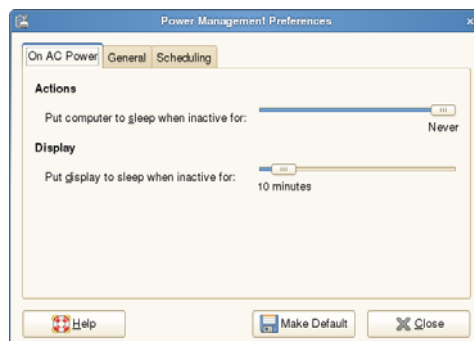 Power Management Preferences
On AC Power General Scheduling
Actions
Put computer to sleep when inactive for:
Never
Display
Put display to sleep when inactive for:
10 minutes
Help Make Default Close